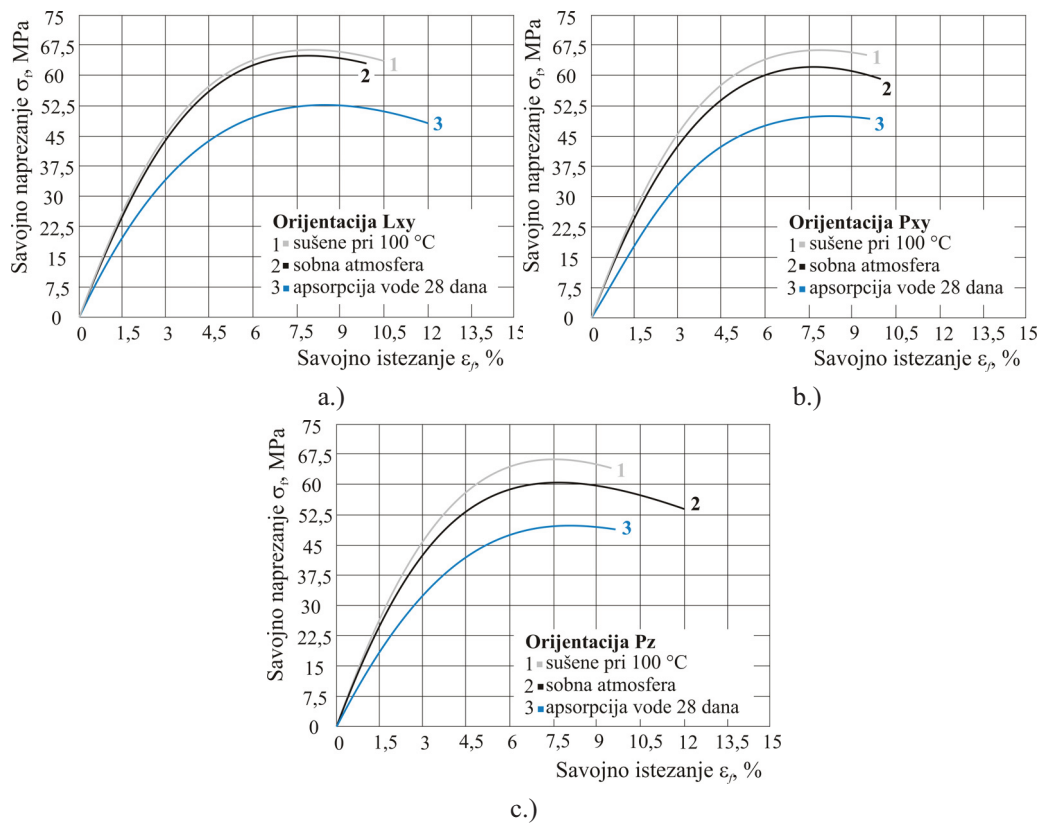 75
67,5
60
52,5
45
37,5
30
22,5
15
7,5
0
Savojno naprezanje σf, MPa
1
2
3
Orijentacija Lxy
1 sušene pri 100 °C
2 sobna atmosfera
3 apsorpcija vode 28 dana
0 1,5 3 4,5 6 7,5 9 10,5 12 13,5 15
Savojno istezanje εf, %
a.)
75
67,5
60
52,5
45
37,5
30
22,5
15
7,5
0
Savojno naprezanje σf, MPa
1
2
3
Orijentacija Pxy
1 sušene pri 100 °C
2 sobna atmosfera
3 apsorpcija vode 28 dana
0 1,5 3 4,5 6 7,5 9 10,5 12 13,5 15
Savojno istezanje εf, %
b.)
75
67,5
60
52,5
45
37,5
30
22,5
15
7,5
0
Savojno naprezanje σf, MPa
1
2
3
Orijentacija Pz
1 sušene pri 100 °C
2 sobna atmosfera
3 apsorpcija vode 28 dana
0 1,5 3 4,5 6 7,5 9 10,5 12 13,5 15
Savojno istezanje εf, %
c.)